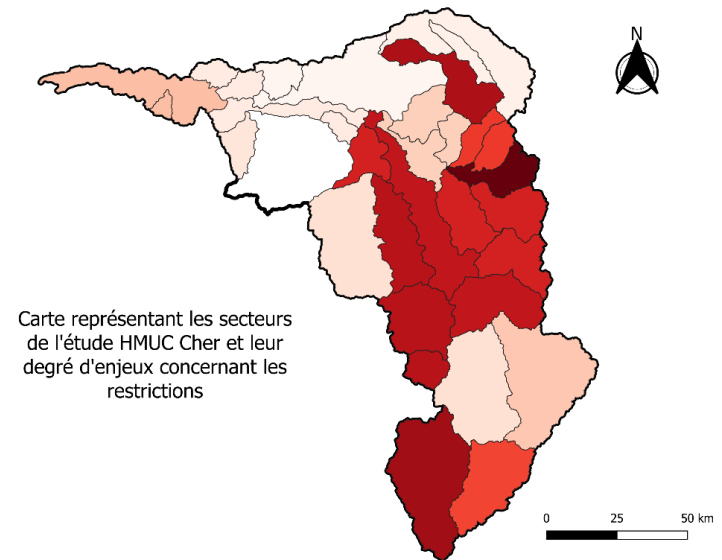 N
Carte représentant les secteurs
de l'étude HMUC Cher et leur
degré d'enjeux concernant les
restrictions
0 25 50 km